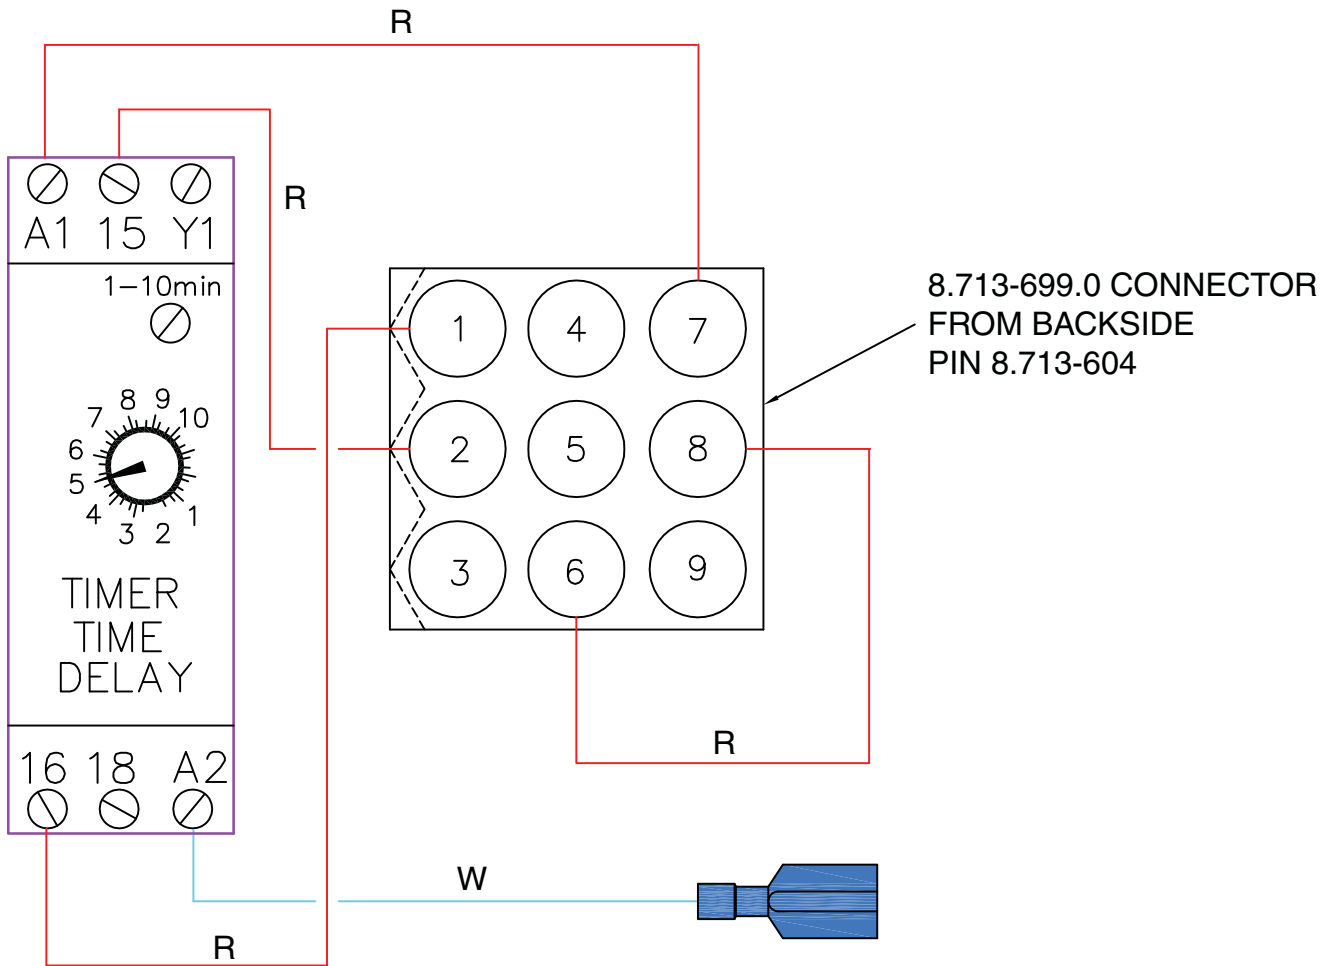 R
R
A1 15 Y1
1-10min
8.713-699.0 CONNECTOR
FROM BACKSIDE
PIN 8.713-604
1 4 7
2 5 8
3 6 9
1
2
3
4
5
6
7
8
9
10
TIMER
TIME
DELAY
R
16 18 A2
W
R